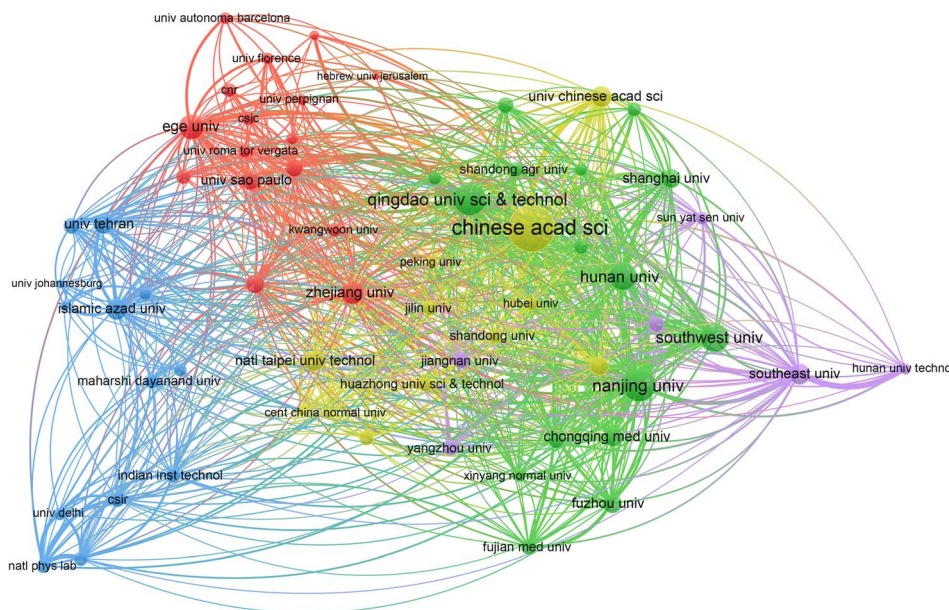 univ autonoma barcelona
univ florence
hebrew univ jerusalem
cnr
univ perpignan
univ chinese acad sci
csic
ege univ
univ roma tor vergata
shandong agr univ
univ sao paulo
shanghai univ
qingdao univ sci & technol
sun yat sen univ
univ tehran
chinese acad sci
kwangwoon univ
peking univ
hunan univ
univ johannesburg
zhejiang univ
islamic azad univ
jilin univ
hubei univ
shandong univ
southwest univ
natl taipei univ technol
jiangnan univ
hunan univ techno
southeast univ
maharshi dayanand univ
huazhong univ sci & technol
nanjing univ
cent china normal univ
chongqing med univ
yangzhou univ
indian inst technol
xinyang normal univ
csir
fuzhou univ
univ delhi
fujian med univ
natl phys lab